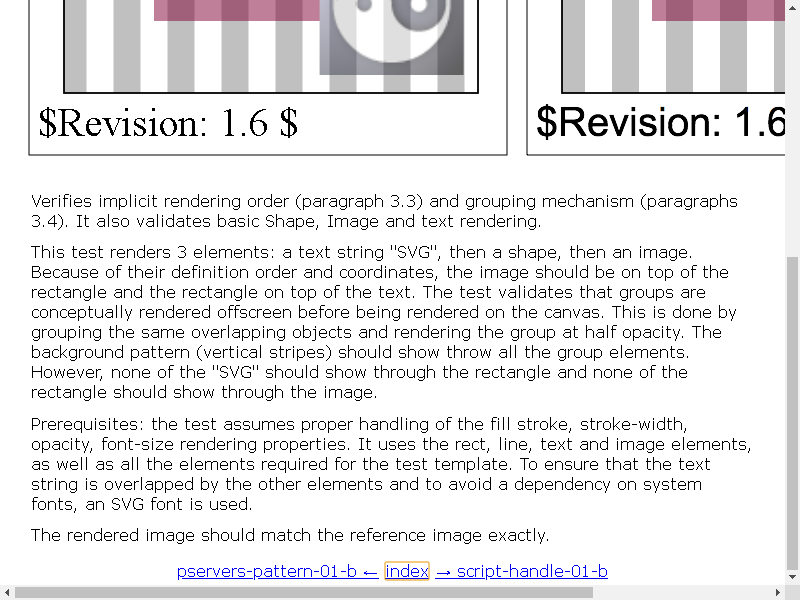 $Revision: 1.6 $ $Revision: 1.6
Verifies implicit rendering order (paragraph 3.3) and grouping mechanism (paragraphs
3.4). It also validates basic Shape, Image and text rendering.
This test renders 3 elements: a text string "SVG", then a shape, then an image.
Because of their definition order and coordinates, the image should be on top of the
rectangle and the rectangle on top of the text. The test validates that groups are
conceptually rendered offscreen before being rendered on the canvas. This is done by
grouping the same overlapping objects and rendering the group at half opacity. The
background pattern (vertical stripes) should show throw all the group elements.
However, none of the "SVG" should show through the rectangle and none of the
rectangle should show through the image.
Prerequisites: the test assumes proper handling of the fill stroke, stroke-width,
opacity, font-size rendering properties. It uses the rect, line, text and image elements,
as well as all the elements required for the test template. To ensure that the text
string is overlapped by the other elements and to avoid a dependency on system
fonts, an SVG font is used.
The rendered image should match the reference image exactly.
pservers-pattern-01-b ← index → script-handle-01-b